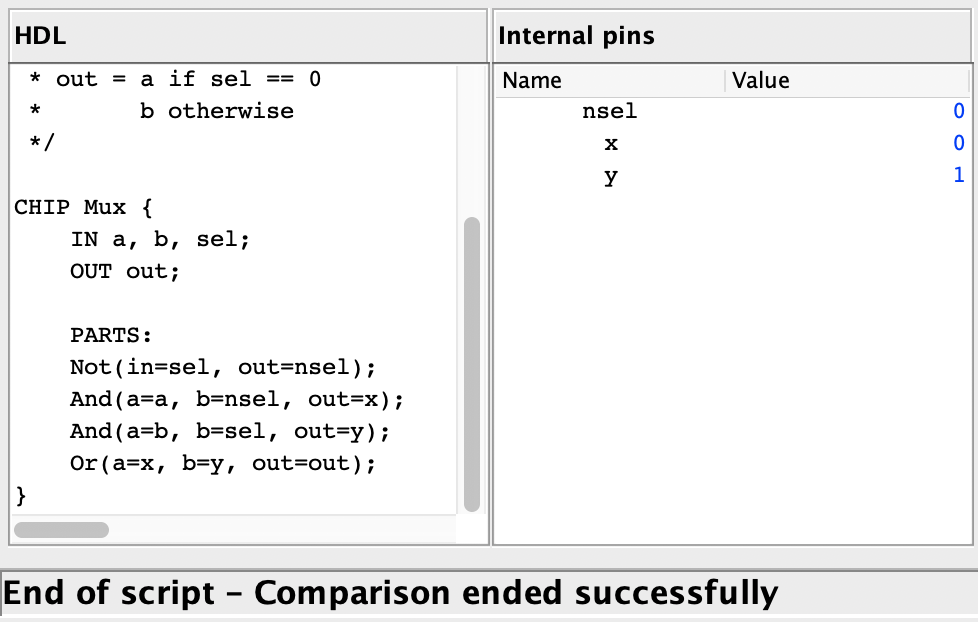 HDL
 * out = a if sel == 0
 *       b otherwise
 */
CHIP Mux {
    IN a, b, sel;
    OUT out;
    PARTS:
    Not(in=sel, out=nsel);
    And(a=a, b=nsel, out=x);
    And(a=b, b=sel, out=y);
    Or(a=x, b=y, out=out);
}
Internal pins
Name Value
nsel 0
x 0
y 1
End of script – Comparison ended successfully